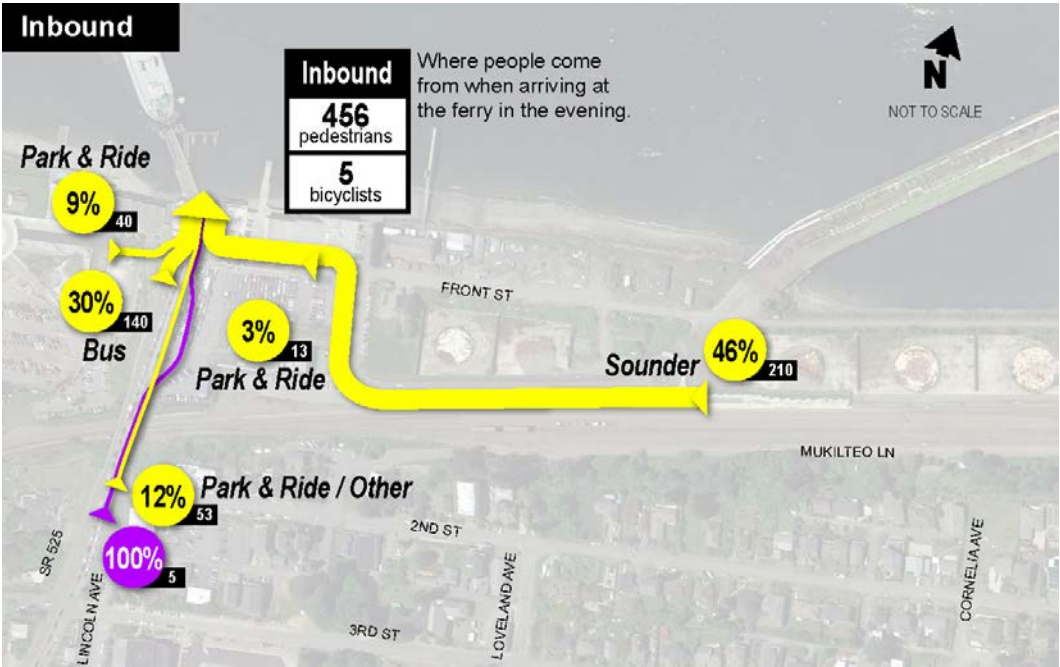 Inbound
Inbound
456
pedestrians
5
bicyclists
Where people come
from when arriving at
the ferry in the evening.
N
NOT TO SCALE
Park & Ride
9%
40
30%
140
Bus
3%
13
Park & Ride
FRONT ST
Sounder
46%
210
MUKILTEO LN
12%
53
Park & Ride / Other
100%
5
SR 525
LINCOLN AVE
2ND ST
3RD ST
LOVELAND AVE
CORNELIA AVE